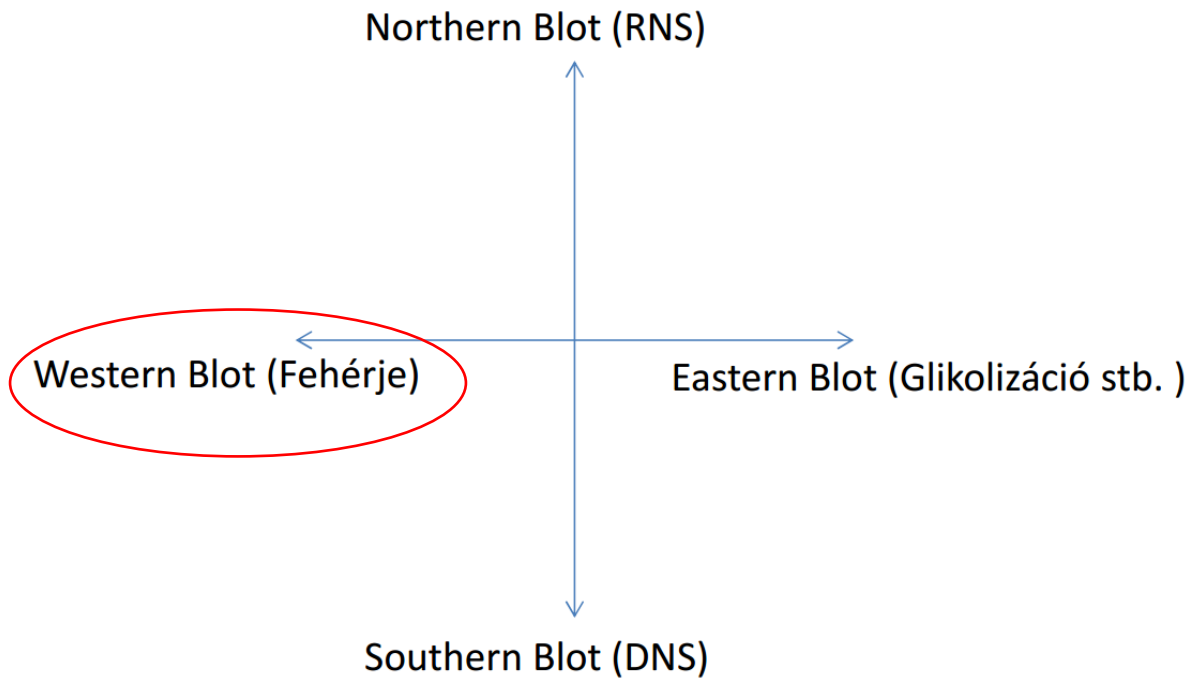 Northern Blot (RNS)
Western Blot (Fehérje)
Eastern Blot (Glikolizáció stb. )
Southern Blot (DNS)